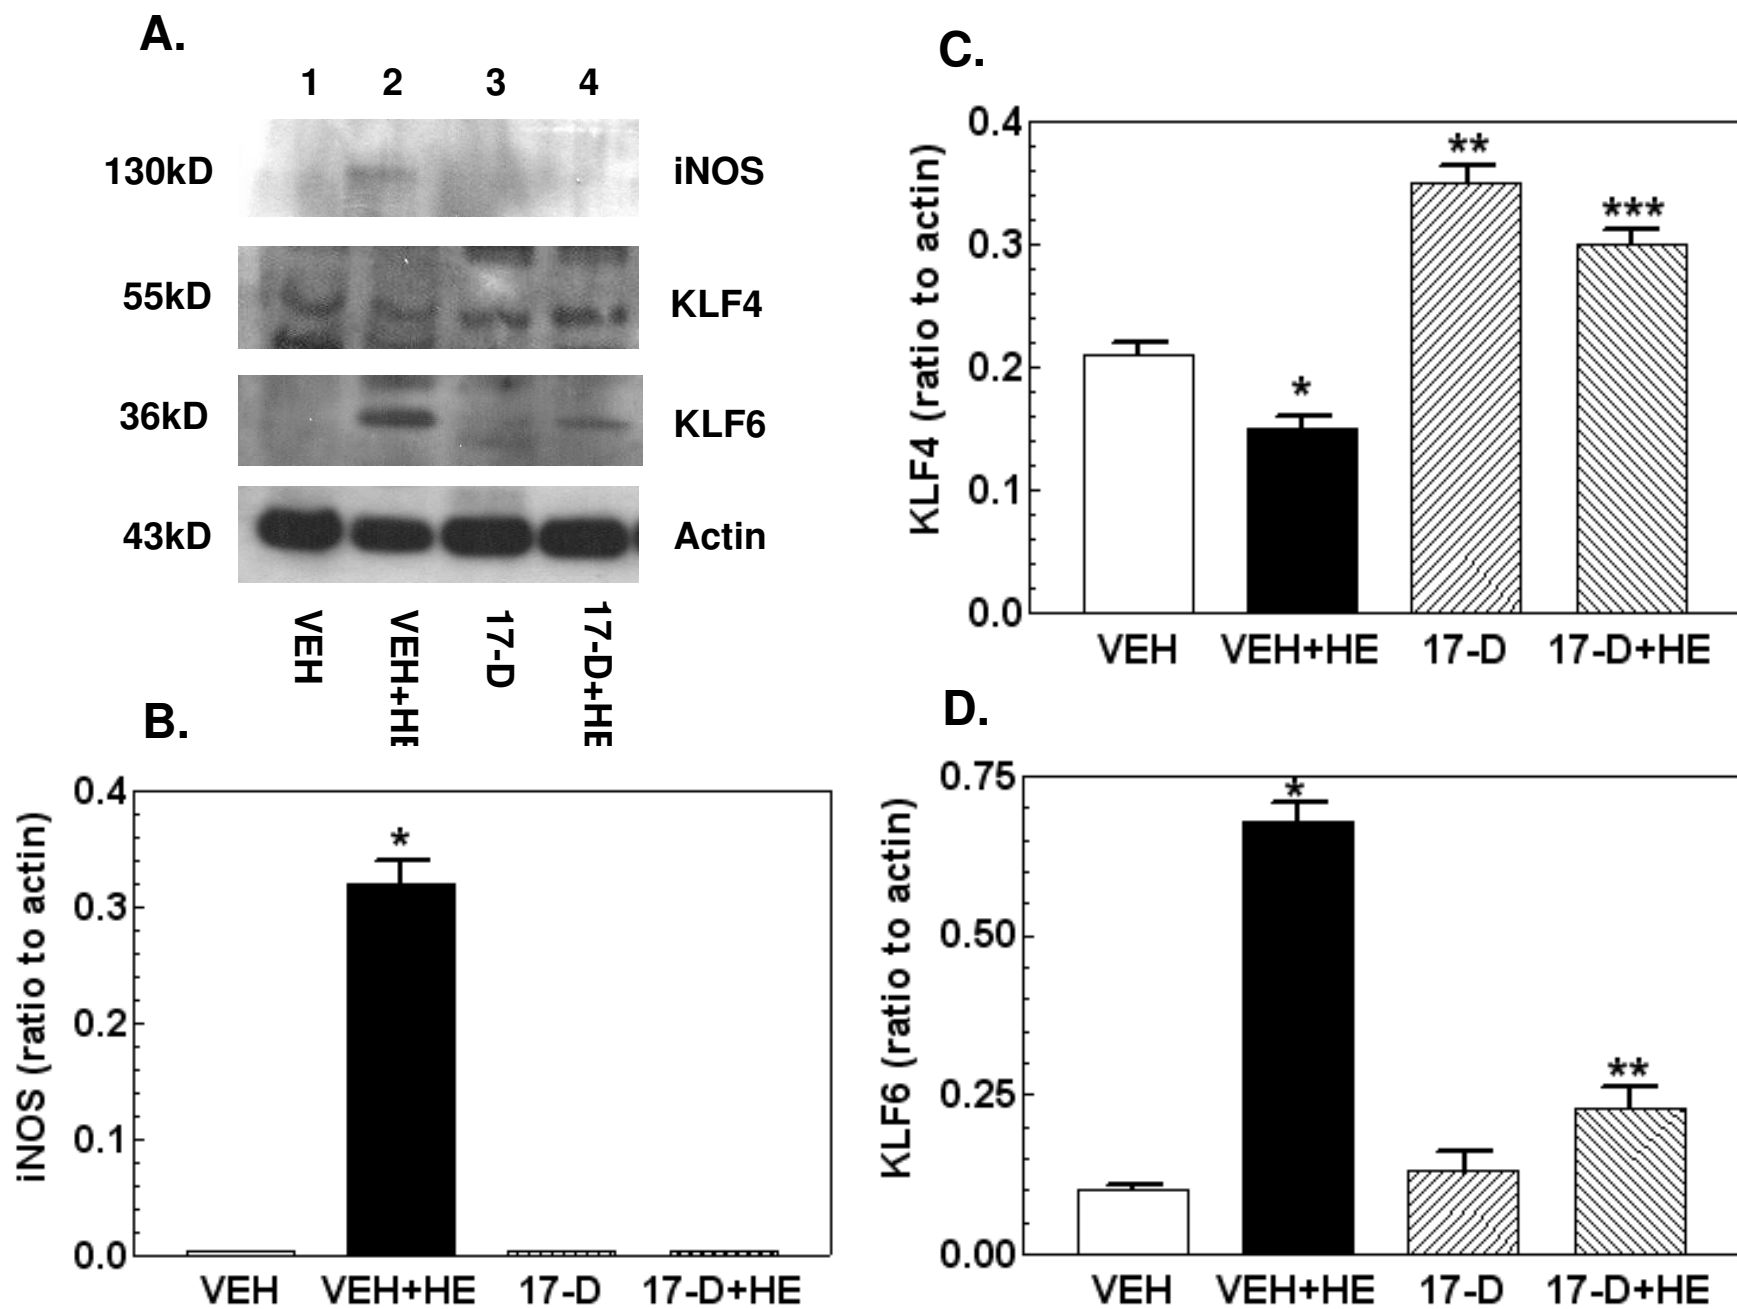 A.
1 2 3 4
130kD iNOS
55kD KLF4
36kD KLF6
43kD Actin
VEH VEH+HE 17-D 17-D+HE
B.
iNOS (ratio to actin)
0.4
*
0.3
0.2
0.1
0.0
VEH VEH+HE 17-D 17-D+HE
C.
KLF4 (ratio to actin)
0.4
**
***
0.3
0.2
*
0.1
0.0
VEH VEH+HE 17-D 17-D+HE
D.
KLF6 (ratio to actin)
0.75
*
0.50
0.25
**
0.00
VEH VEH+HE 17-D 17-D+HE